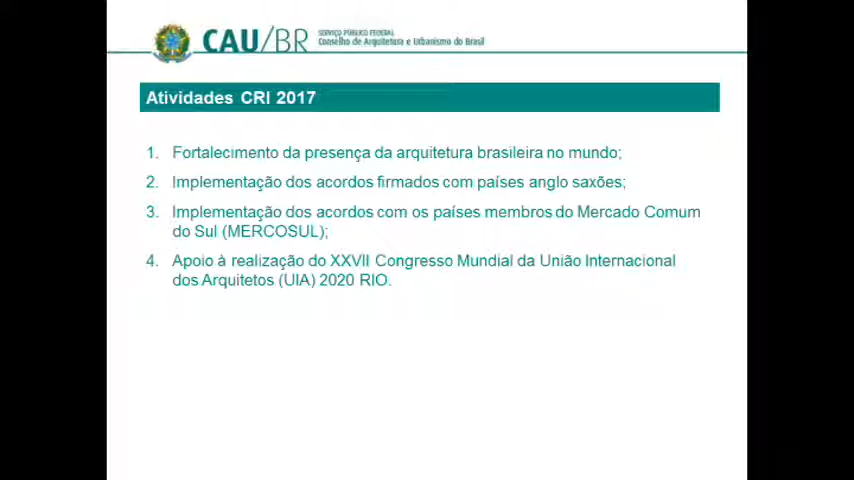 CAU/BR
SERVIÇO PÚBLICO FEDERAL
Conselho de Arquitetura e Urbanismo do Brasil
Atividades CRI 2017
1. Fortalecimento da presença da arquitetura brasileira no mundo;
2. Implementação dos acordos firmados com países anglo saxões;
3. Implementação dos acordos com os países membros do Mercado Comum
do Sul (MERCOSUL);
4. Apoio à realização do XXVII Congresso Mundial da União Internacional
dos Arquitetos (UIA) 2020 RIO.